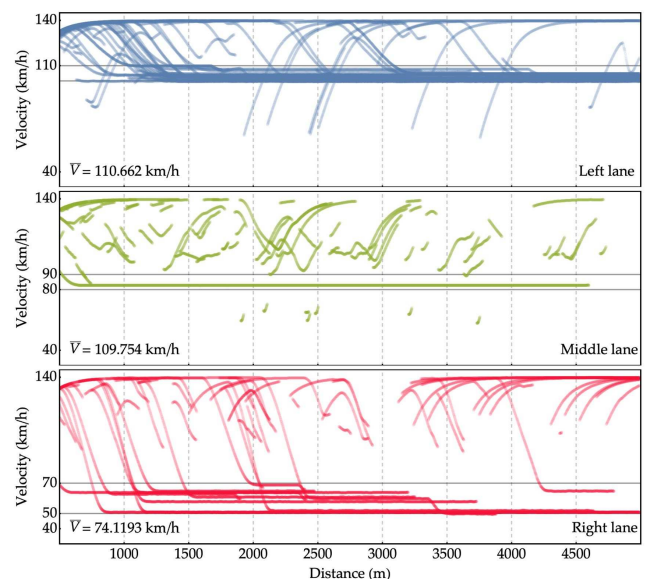 140
110
40
Velocity (km/h)
V̅ = 110.662 km/h
Left lane
140
90
80
40
Velocity (km/h)
V̅ = 109.754 km/h
Middle lane
140
70
50
40
Velocity (km/h)
V̅ = 74.1193 km/h
Right lane
1000 1500 2000 2500 3000 3500 4000 4500
Distance (m)